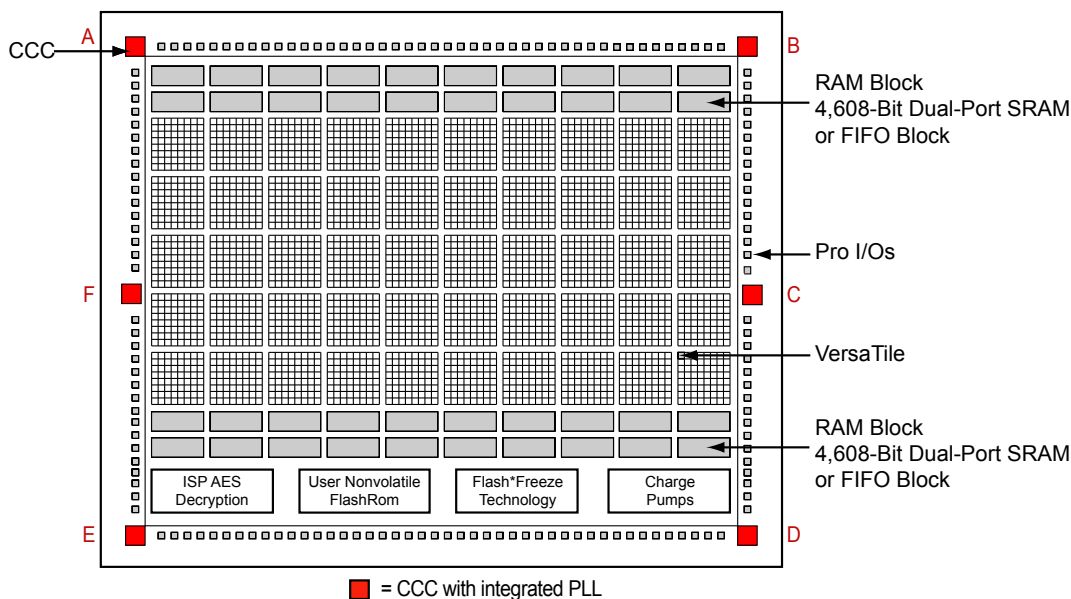 A
CCC
B
RAM Block
4,608-Bit Dual-Port SRAM
or FIFO Block
Pro I/Os
F
C
VersaTile
RAM Block
4,608-Bit Dual-Port SRAM
or FIFO Block
ISP AES
Decryption
User Nonvolatile
FlashRom
Flash*Freeze
Technology
Charge
Pumps
E
D
= CCC with integrated PLL